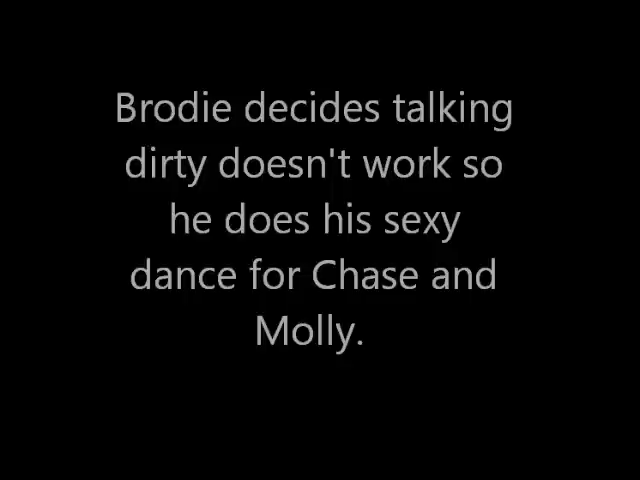 Brodie decides talking
dirty doesn't work so
he does his sexy
dance for Chase and
Molly.